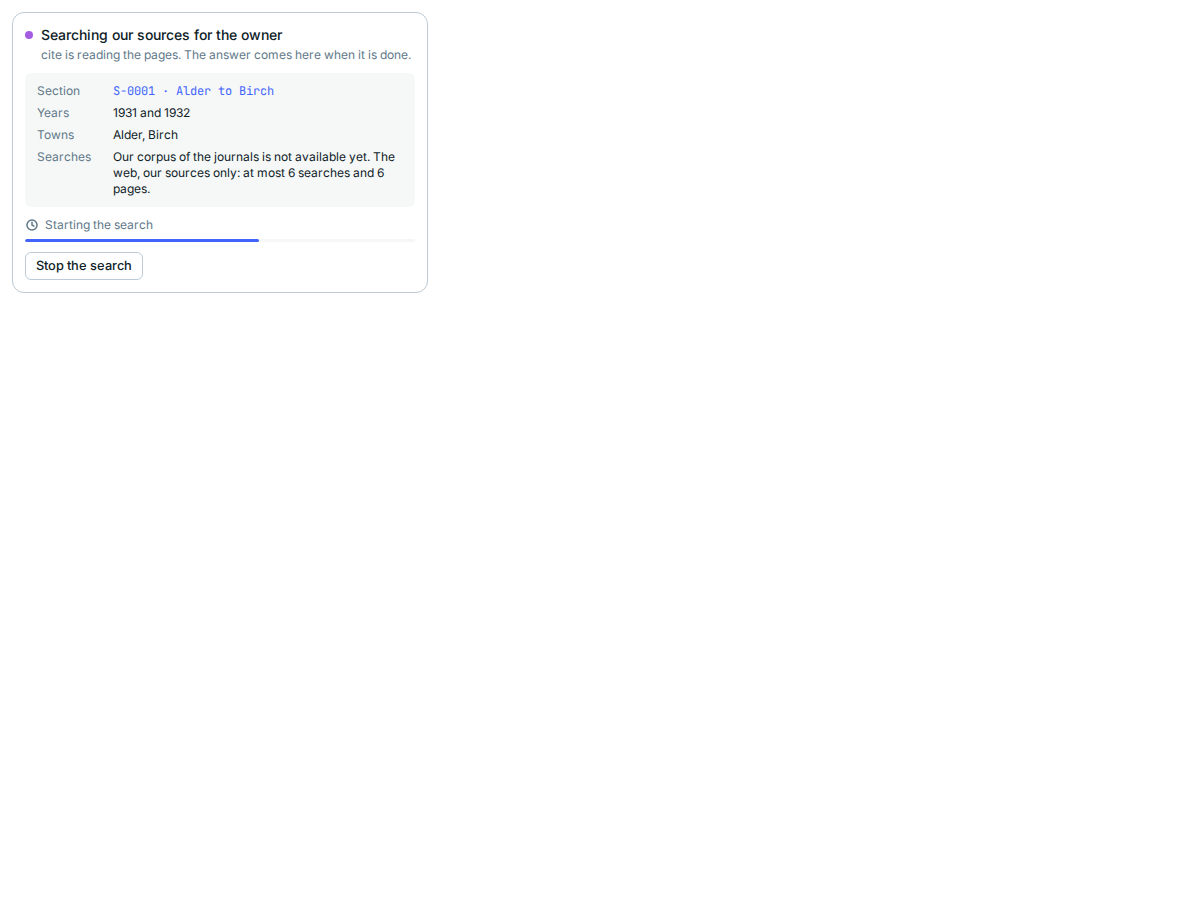 Searching our sources for the owner
cite is reading the pages. The answer comes here when it is done.
Section S-0001 · Alder to Birch
Years 1931 and 1932
Towns Alder, Birch
Searches Our corpus of the journals is not available yet. The
web, our sources only: at most 6 searches and 6
pages.
Starting the search
Stop the search